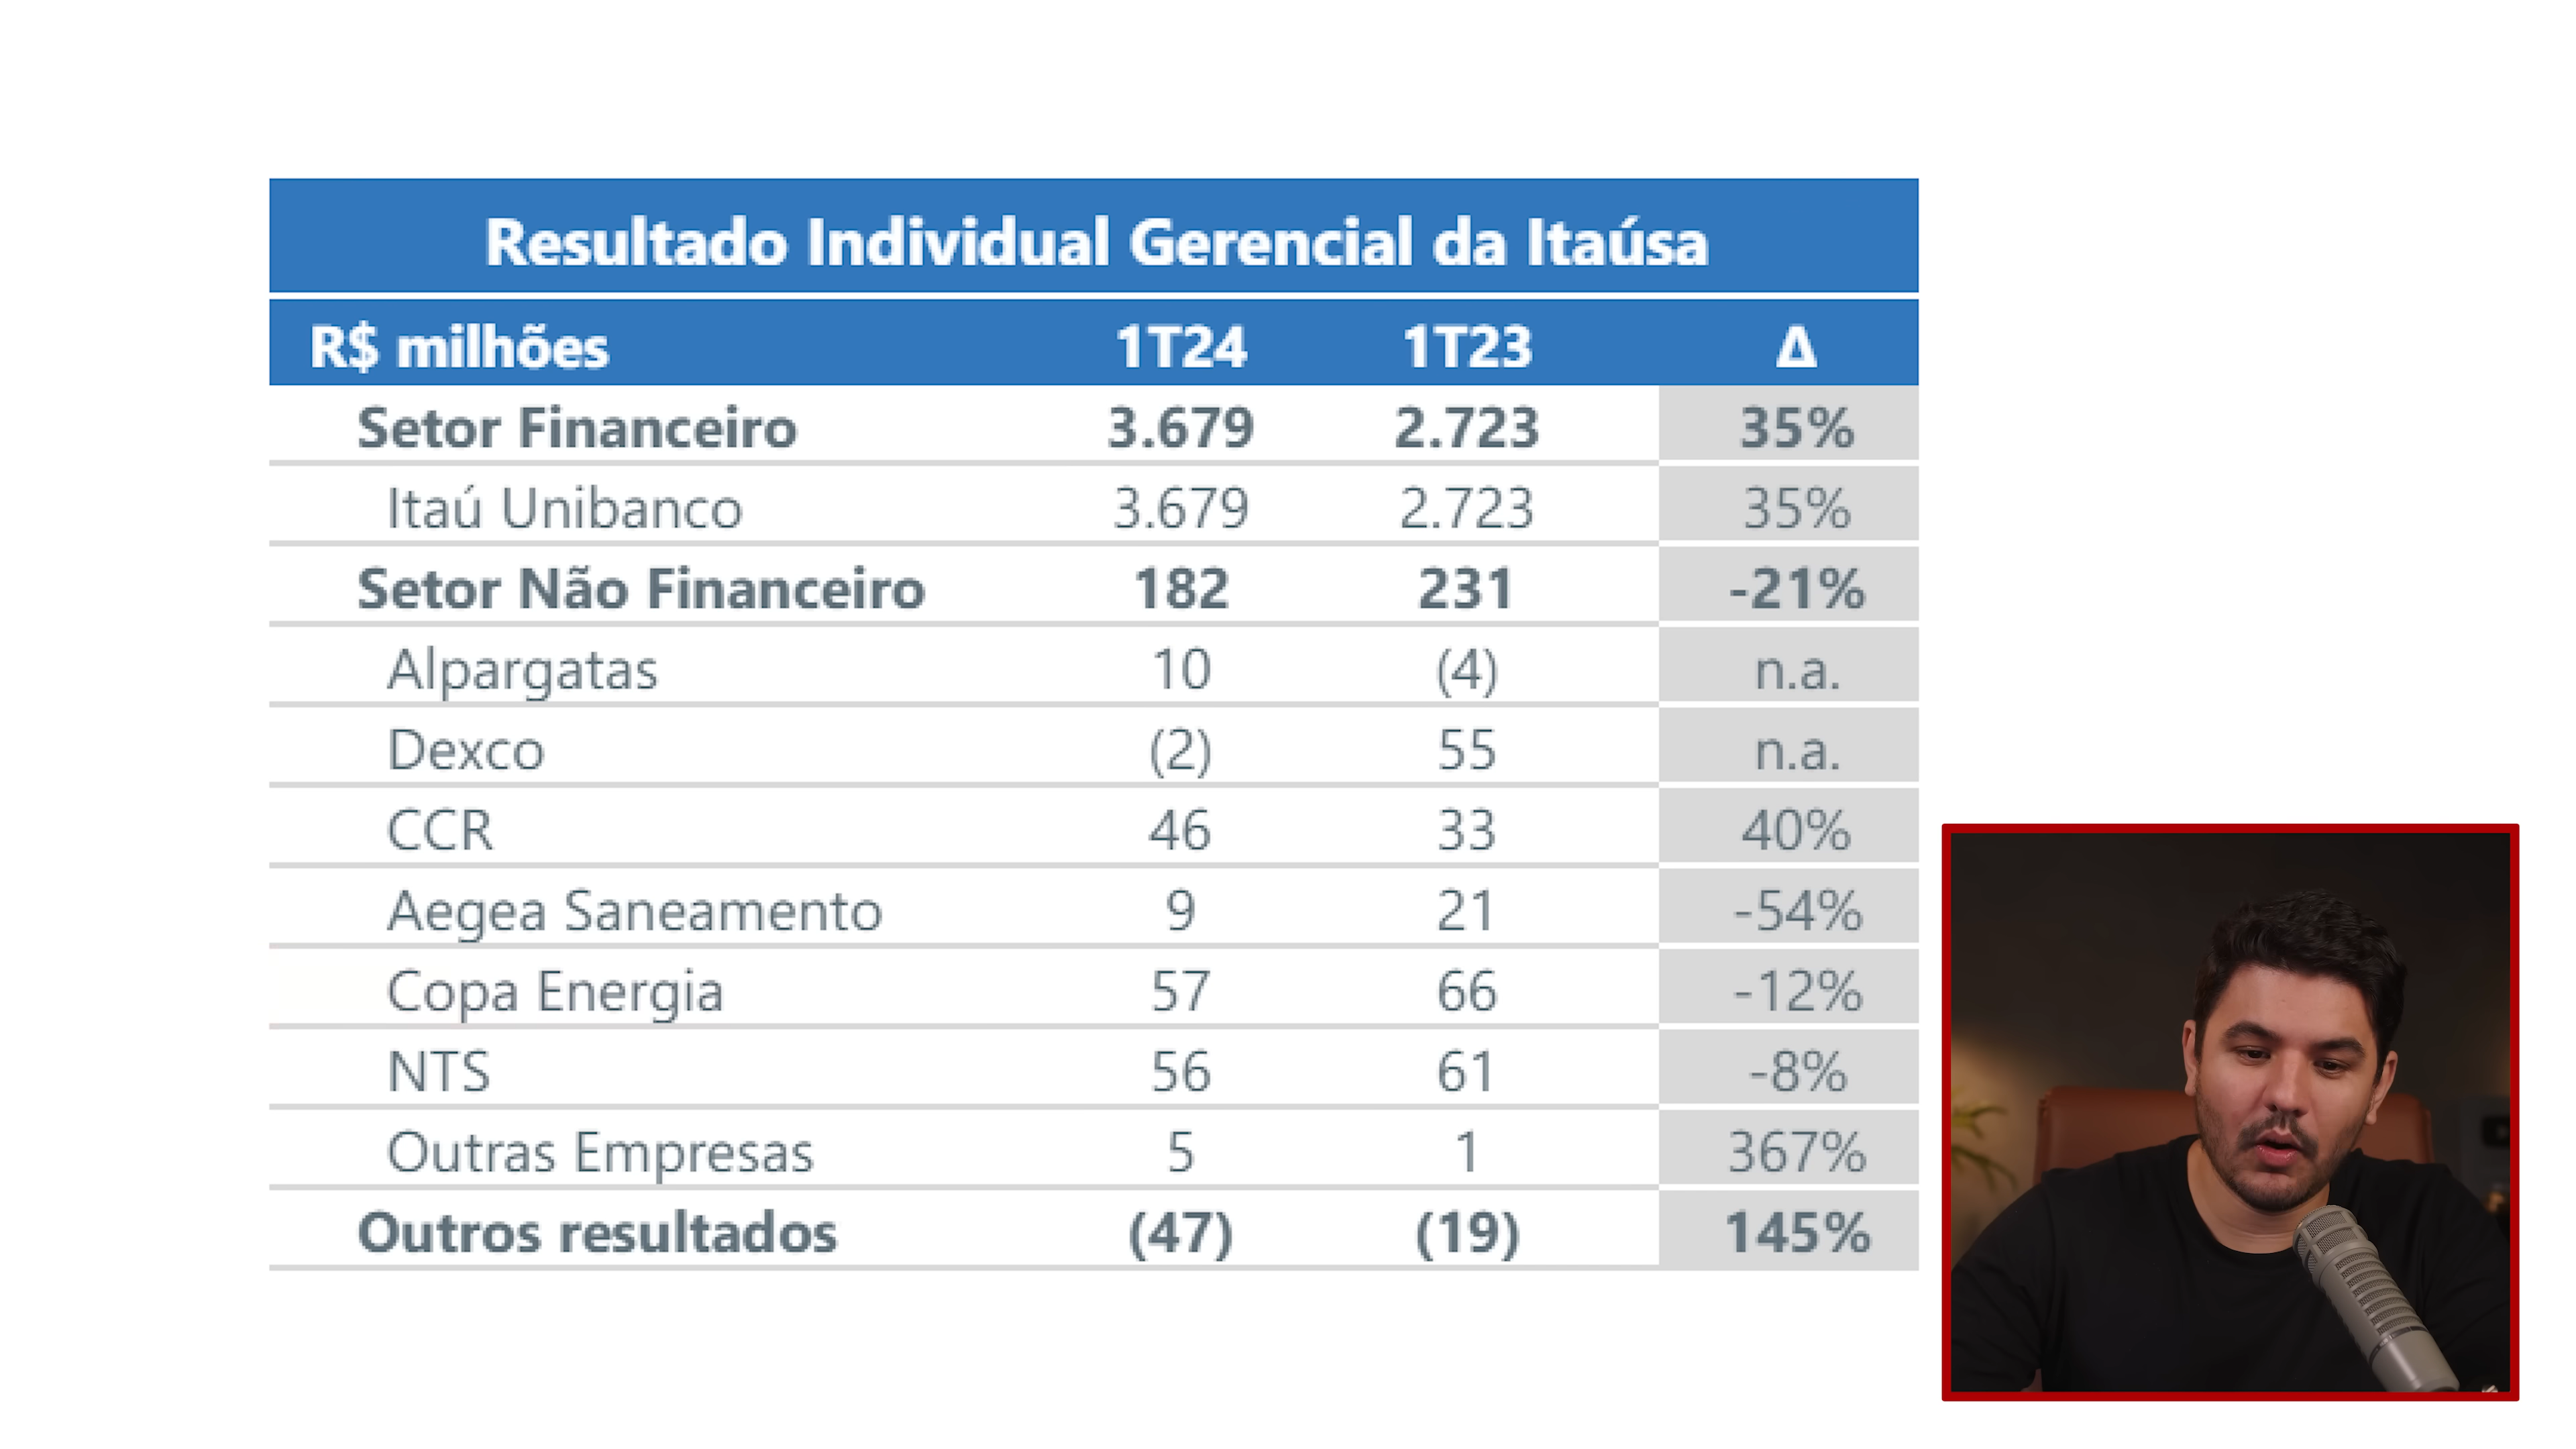 Resultado Individual Gerencial da Itaúsa
R$ milhões 1T24 1T23 Δ
Setor Financeiro 3.679 2.723 35%
Itaú Unibanco 3.679 2.723 35%
Setor Não Financeiro 182 231 -21%
Alpargatas 10 (4) n.a.
Dexco (2) 55 n.a.
CCR 46 33 40%
Aegea Saneamento 9 21 -54%
Copa Energia 57 66 -12%
NTS 56 61 -8%
Outras Empresas 5 1 367%
Outros resultados (47) (19) 145%